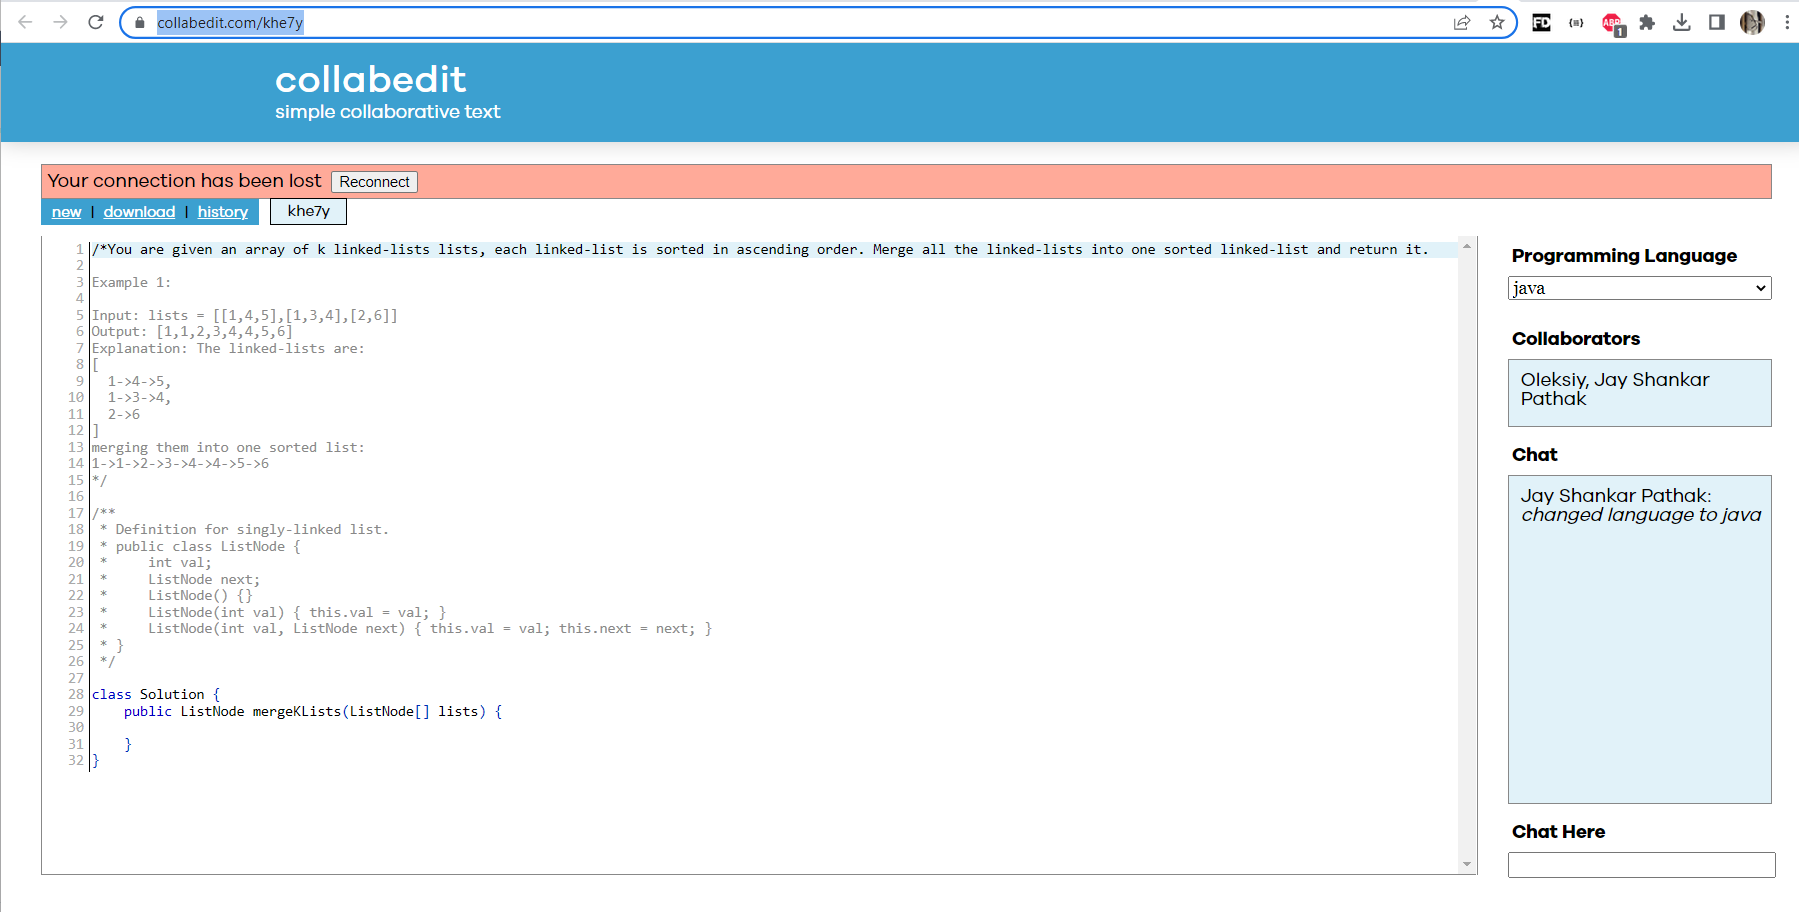 collabedit.com/khe7y
FD
ABP
1
collabedit
simple collaborative text
Your connection has been lost Reconnect
new | download | history khe7y
1 /*You are given an array of k linked-lists lists, each linked-list is sorted in ascending order. Merge all the linked-lists into one sorted linked-list and return it.
2
3 Example 1:
4
5 Input: lists = [[1,4,5],[1,3,4],[2,6]]
6 Output: [1,1,2,3,4,4,5,6]
7 Explanation: The linked-lists are:
8 [
9   1->4->5,
10   1->3->4,
11   2->6
12 ]
13 merging them into one sorted list:
14 1->1->2->3->4->4->5->6
15 */
16
17 /**
18  * Definition for singly-linked list.
19  * public class ListNode {
20  *     int val;
21  *     ListNode next;
22  *     ListNode() {}
23  *     ListNode(int val) { this.val = val; }
24  *     ListNode(int val, ListNode next) { this.val = val; this.next = next; }
25  * }
26  */
27
28 class Solution {
29     public ListNode mergeKLists(ListNode[] lists) {
30
31     }
32 }
Programming Language
java
Collaborators
Oleksiy, Jay Shankar
Pathak
Chat
Jay Shankar Pathak:
changed language to java
Chat Here